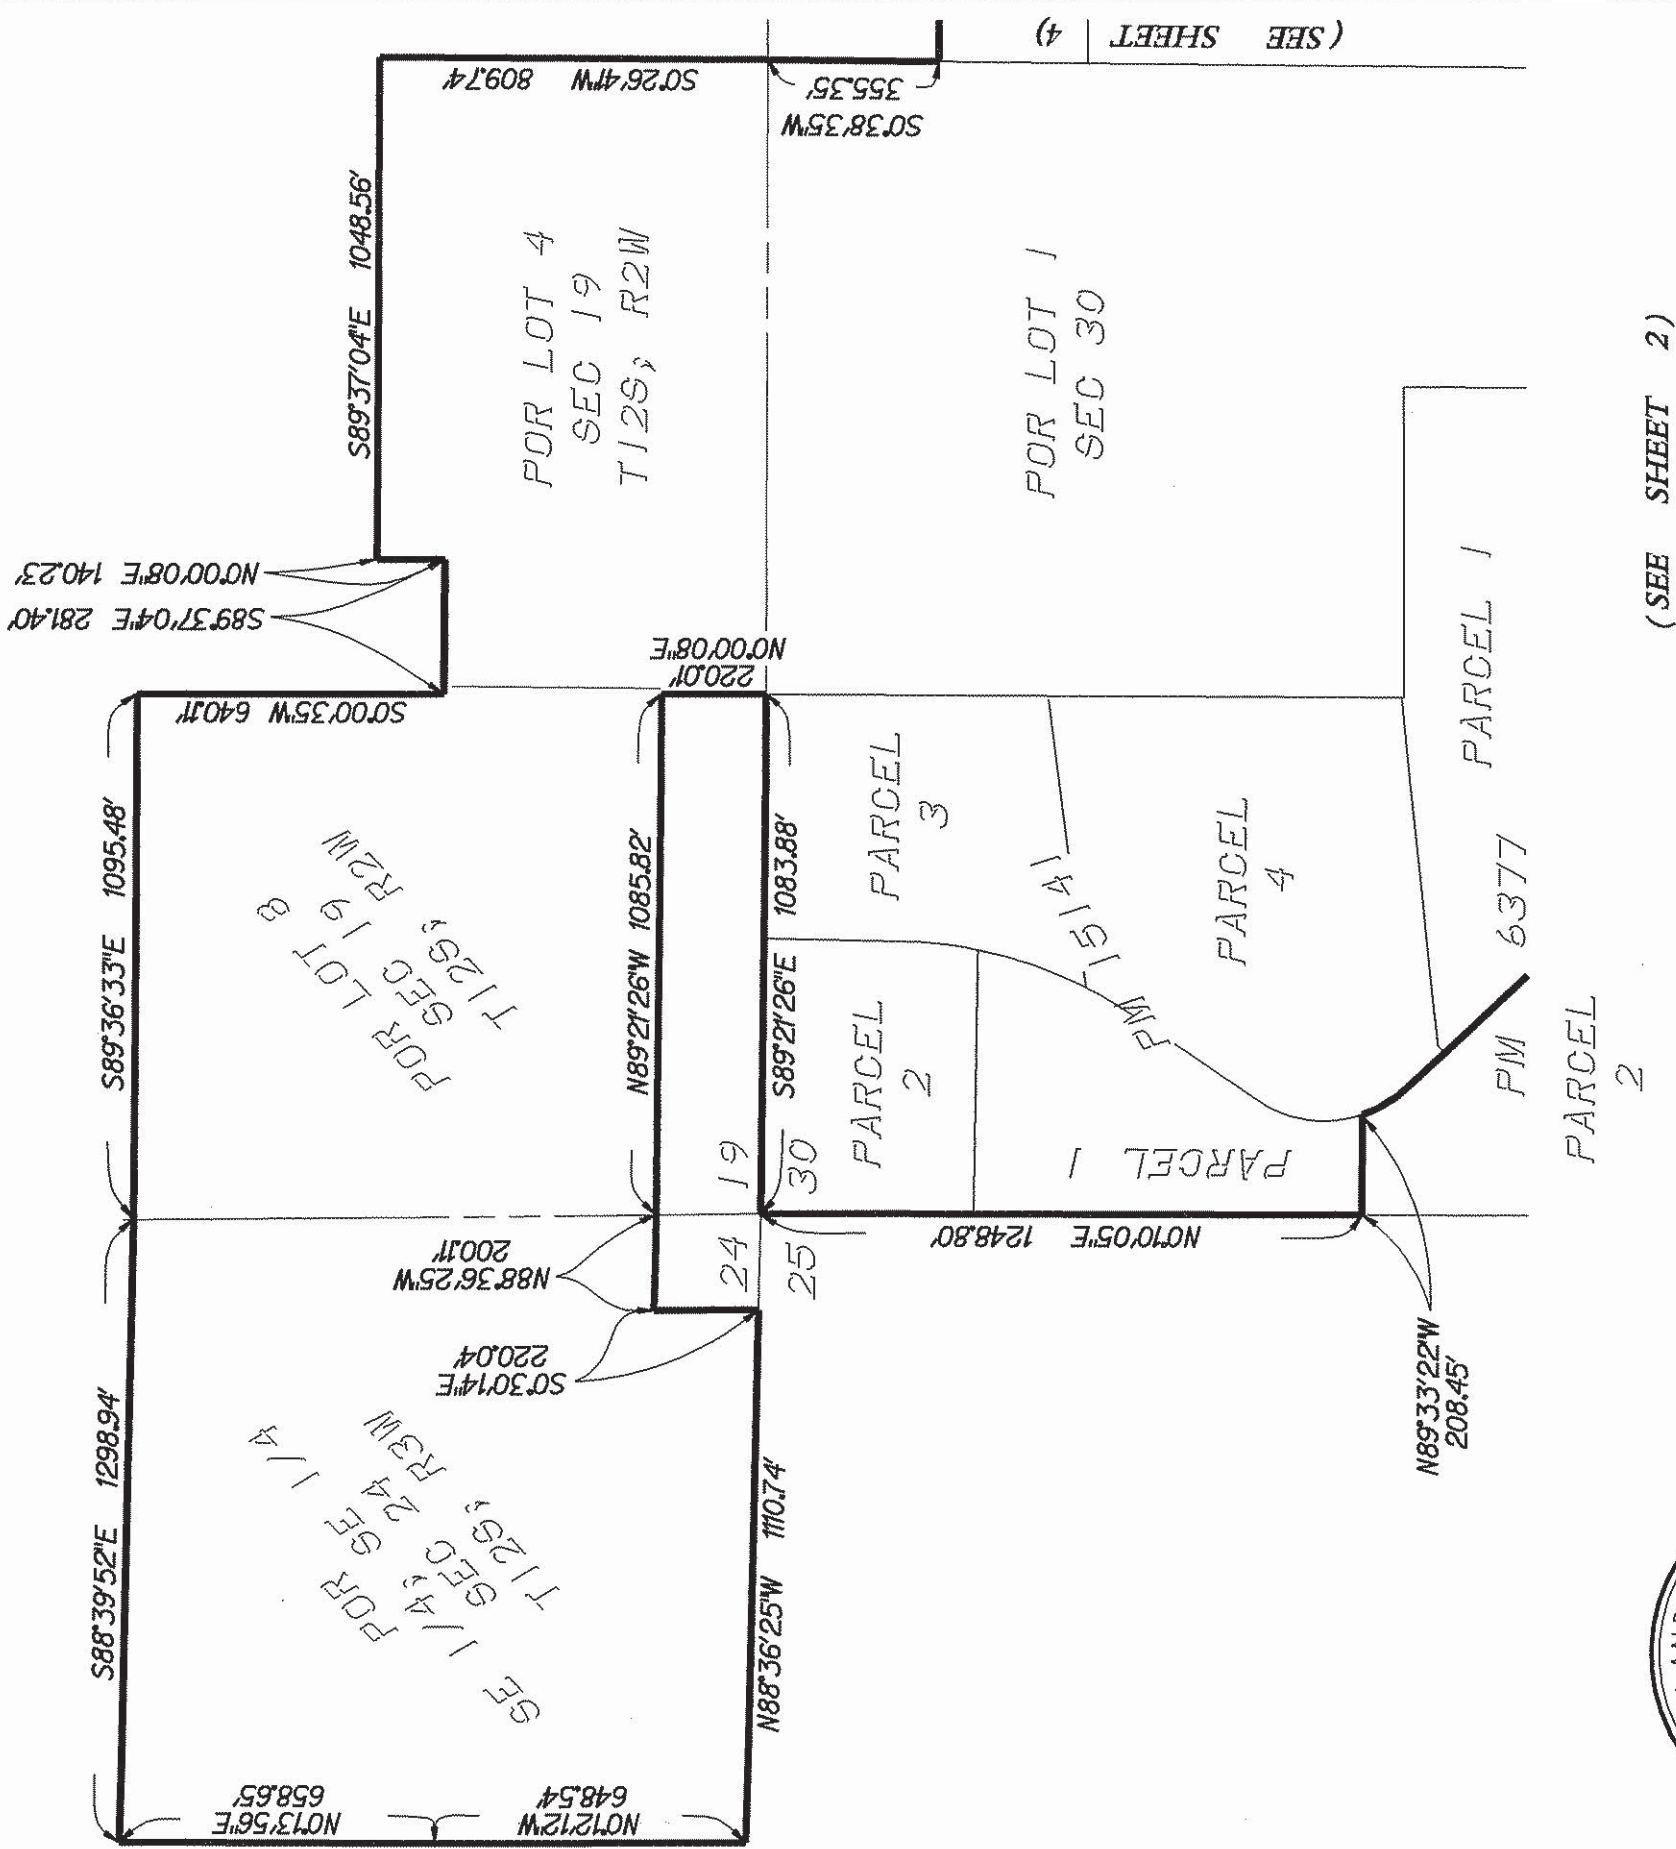 (SEE SHEET 4)
S0°26'41"W 809.74'
355.35'
S0°38'35"W
S89°37'04"E 1048.56'
POR LOT 4
SEC 19
T12S, R2W
POR LOT 1
SEC 30
N0°00'08"E 140.23'
S89°37'04"E 281.40'
N0°00'08"E
220.01'
S0°00'35"W 640.11'
S89°36'33"E 1095.48'
POR LOT 8
SEC 19
T12S, R2W
N89°21'26"W 1085.82'
S89°21'26"E 1083.88'
PARCEL
3
PM 15141
PARCEL
4
PARCEL 1
PM 6377
PARCEL
2
PARCEL
2
PARCEL 1
19
30
24
25
N0°10'05"E 1248.80'
N88°36'25"W
200.11'
S0°30'14"E
220.04'
N89°33'22"W
208.45'
S88°39'52"E 1298.94'
POR SE 1/4
SE 1/4, SEC 24
T12S, R3W
N88°36'25"W 1110.74'
N0°13'56"E
658.65'
N0°12'12"W
648.54'
(SEE SHEET 2)